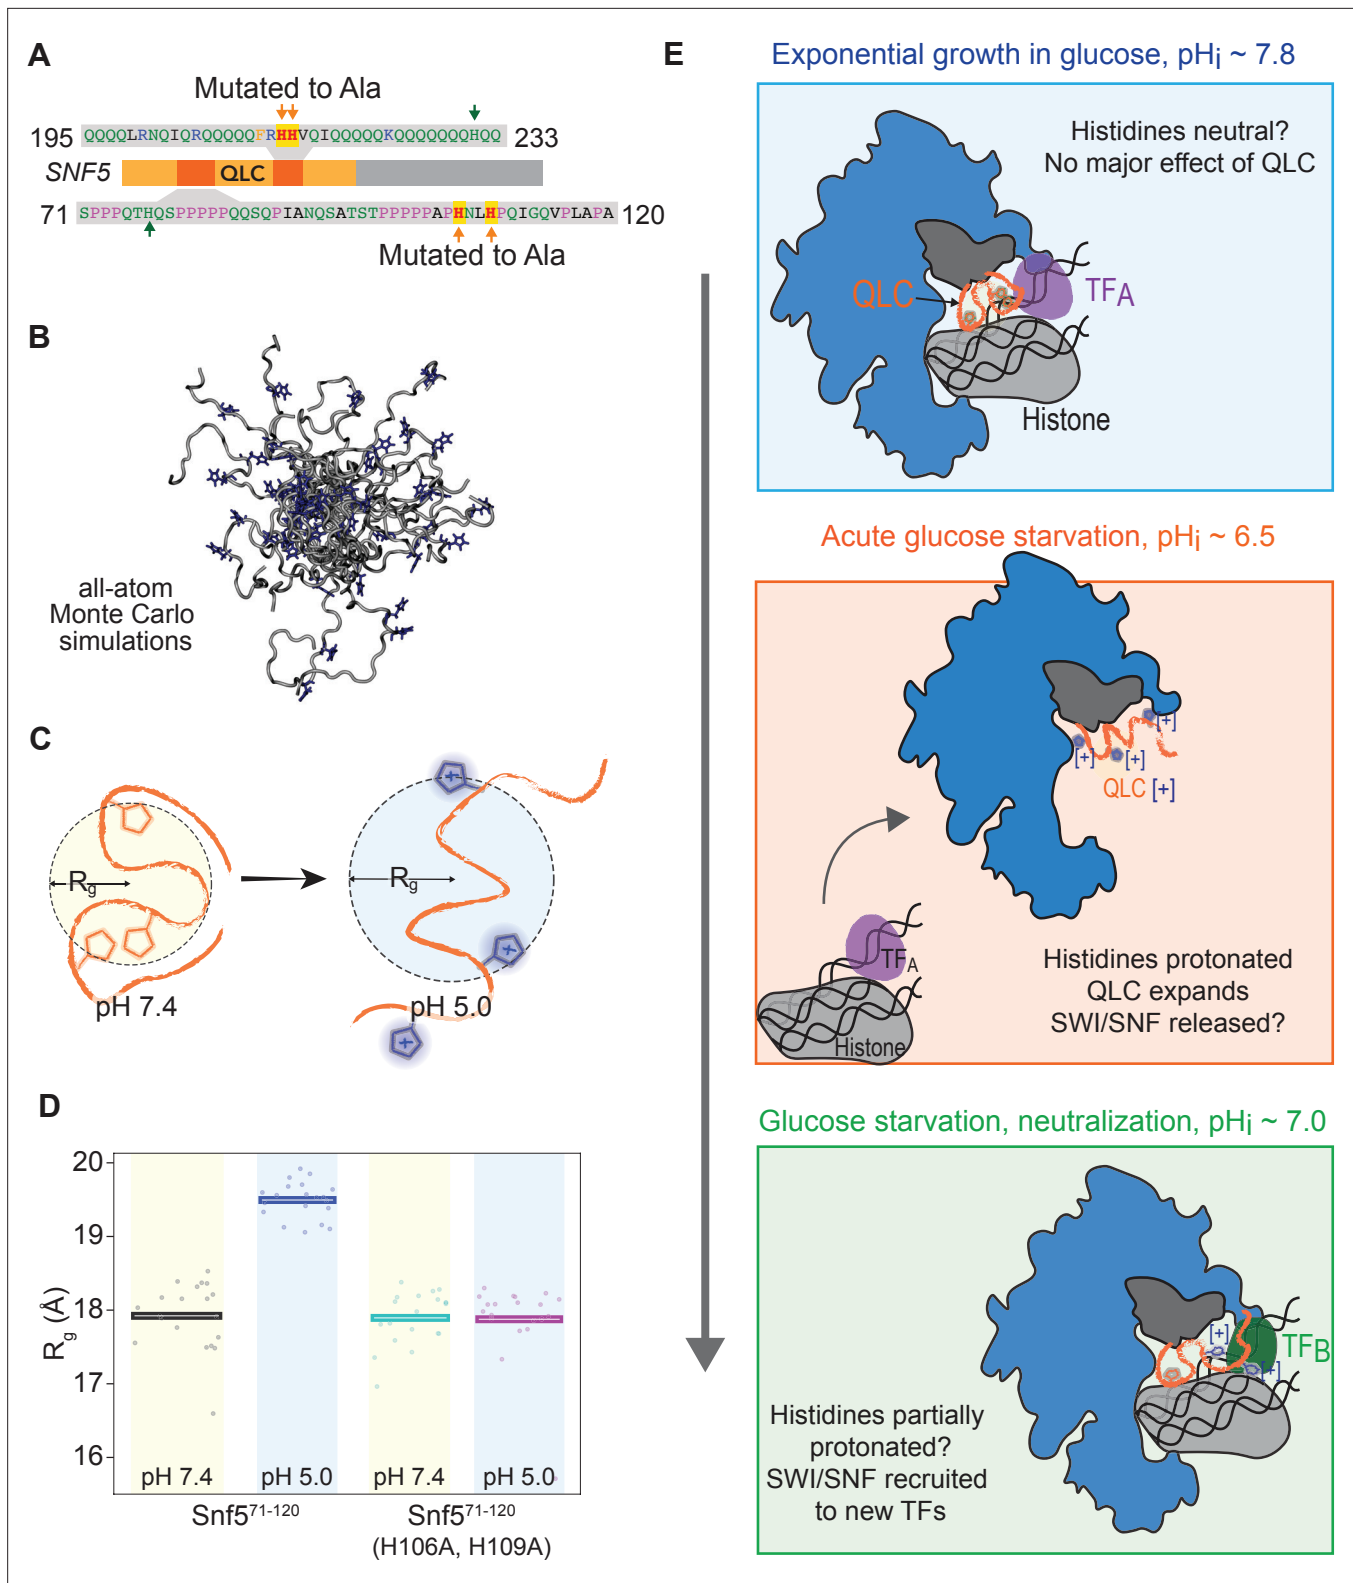 A
Mutated to Ala
195 QQQQLRNQIQRQQQQQFRHHVQIQQQQQKQQQQQQQHQQ 233
SNF5 QLC
71 SPPPQTHQSPPPPPQQSQPIANQSATSTPPPPPAPHNLHPQIGQVPLAPA 120
Mutated to Ala
B
all-atom
Monte Carlo
simulations
C
Rg
pH 7.4
+
Rg
+
pH 5.0
+
D
Rg (Å)
20
19
18
17
16
pH 7.4 pH 5.0 pH 7.4 pH 5.0
Snf5⁷¹⁻¹²⁰ Snf5⁷¹⁻¹²⁰
(H106A, H109A)
E
Exponential growth in glucose, pHi ~ 7.8
Histidines neutral?
No major effect of QLC
QLC
TFA
Histone
Acute glucose starvation, pHi ~ 6.5
[+]
[+] [+]
QLC [+]
TFA
Histone
Histidines protonated
QLC expands
SWI/SNF released?
Glucose starvation, neutralization, pHi ~ 7.0
[+]
TFB
[+]
Histidines partially
protonated?
SWI/SNF recruited
to new TFs